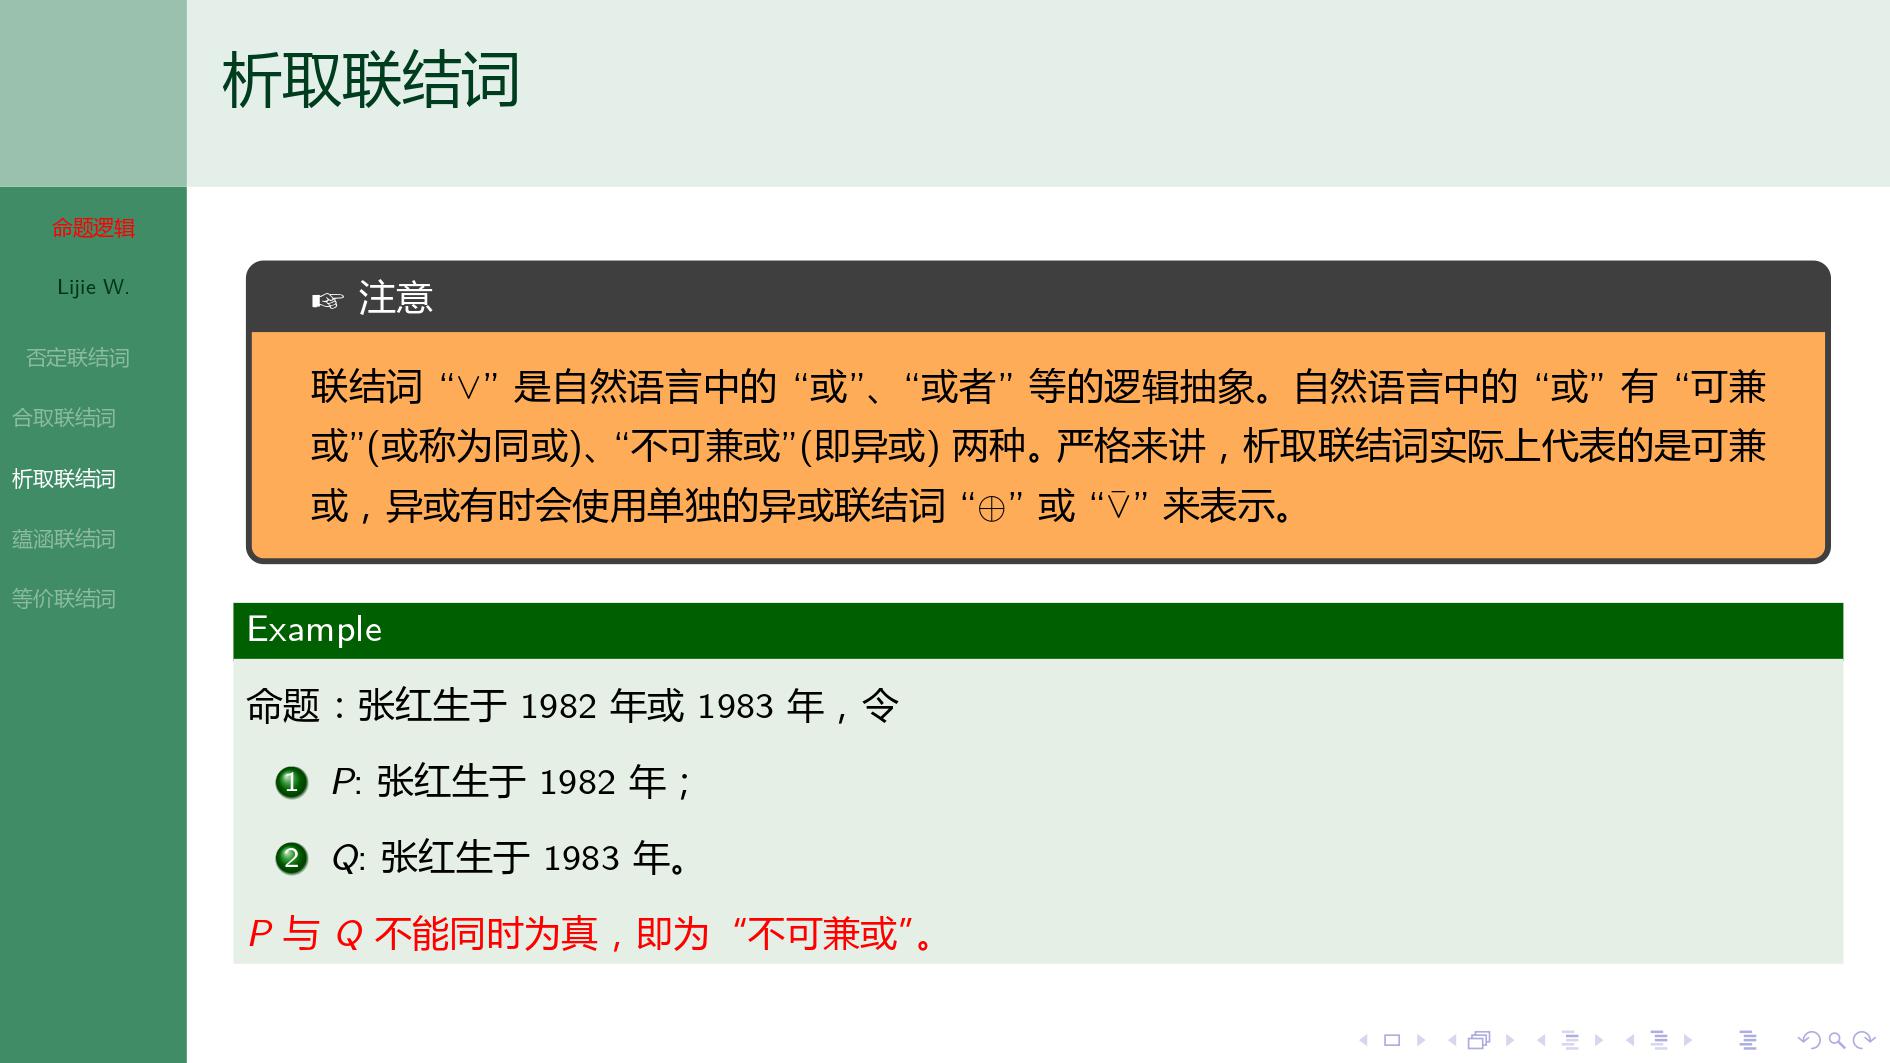 析取联结词
命题逻辑
Lijie W.
否定联结词
合取联结词
析取联结词
蕴涵联结词
等价联结词
☞ 注意
联结词 “∨” 是自然语言中的 “或”、“或者” 等的逻辑抽象。自然语言中的 “或” 有 “可兼
或”(或称为同或)、“不可兼或”(即异或) 两种。严格来讲，析取联结词实际上代表的是可兼
或，异或有时会使用单独的异或联结词 “⊕” 或 “∨̄” 来表示。
Example
命题：张红生于 1982 年或 1983 年，令
1 P: 张红生于 1982 年；
2 Q: 张红生于 1983 年。
P 与 Q 不能同时为真，即为 “不可兼或”。